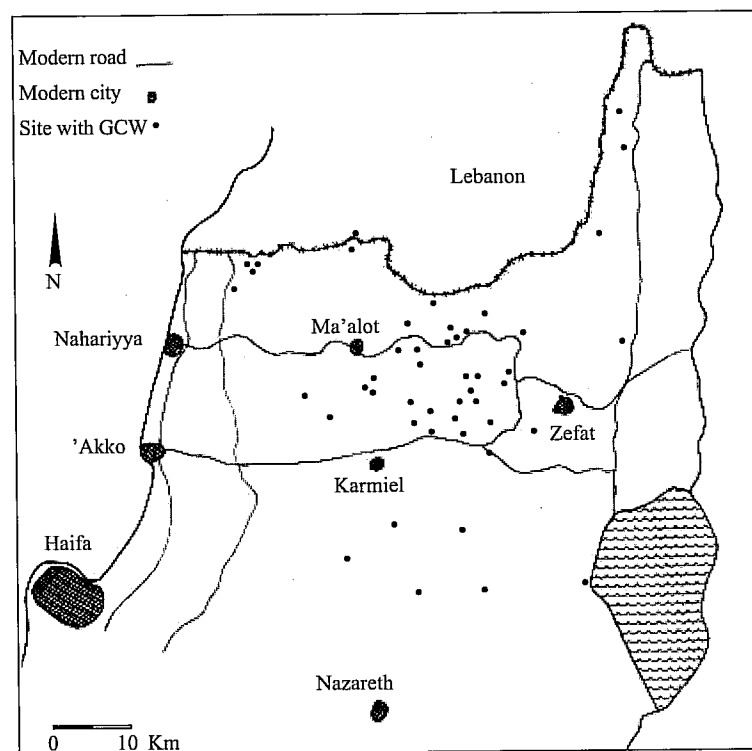 Modern road
Modern city
Site with GCW
Lebanon
N
Nahariyya
Ma'alot
Zefat
'Akko
Karmiel
Haifa
Nazareth
0 10 Km